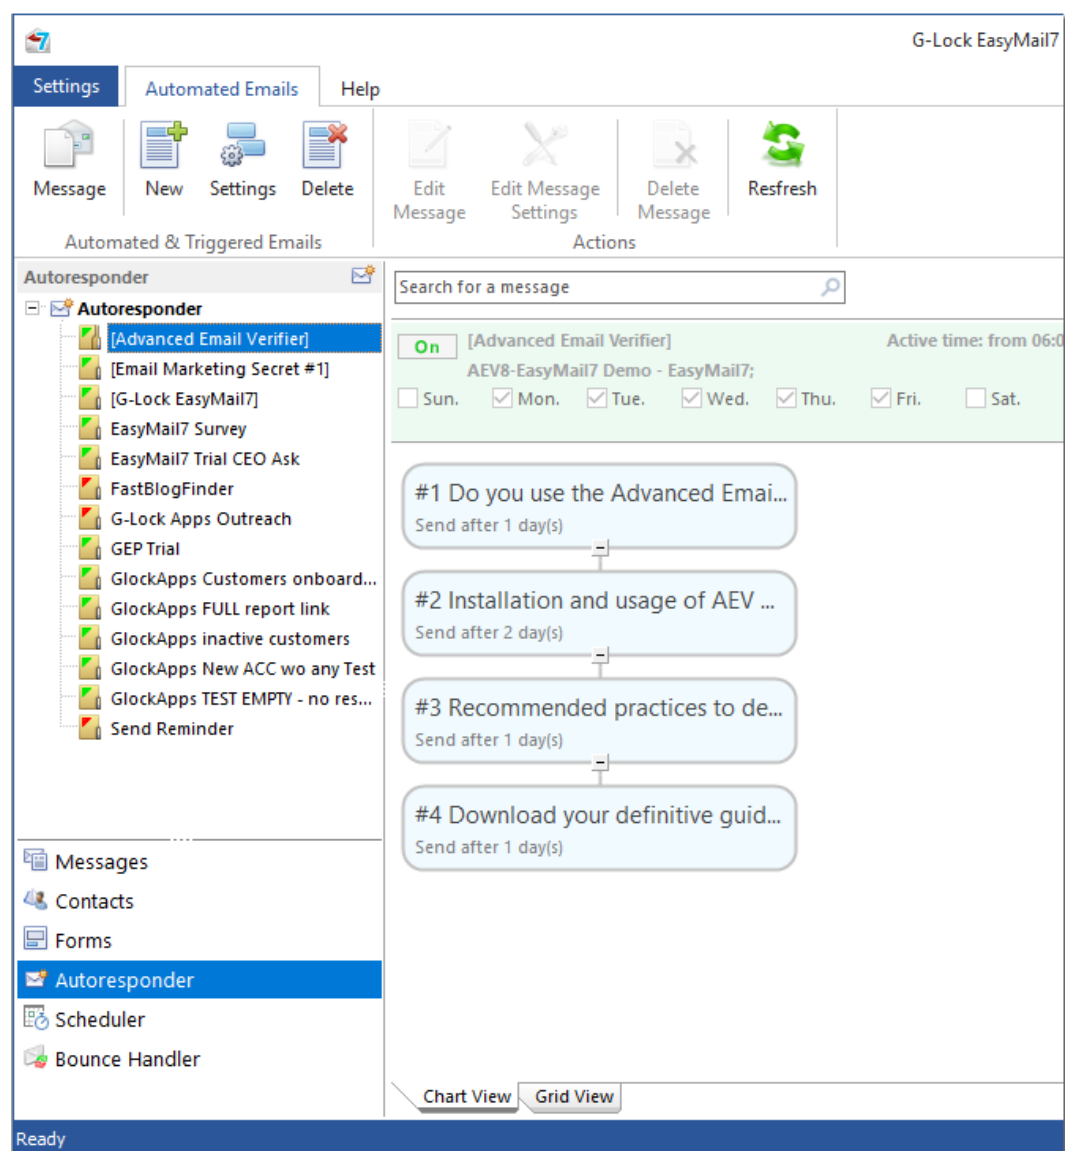 G-Lock EasyMail7
Settings
Automated Emails
Help
Message
New
Settings
Delete
Edit
Message
Edit Message
Settings
Delete
Message
Resfresh
Automated & Triggered Emails
Actions
Autoresponder
Autoresponder
[Advanced Email Verifier]
[Email Marketing Secret #1]
[G-Lock EasyMail7]
EasyMail7 Survey
EasyMail7 Trial CEO Ask
FastBlogFinder
G-Lock Apps Outreach
GEP Trial
GlockApps Customers onboard...
GlockApps FULL report link
GlockApps inactive customers
GlockApps New ACC wo any Test
GlockApps TEST EMPTY - no res...
Send Reminder
Messages
Contacts
Forms
Autoresponder
Scheduler
Bounce Handler
Search for a message
On
[Advanced Email Verifier]
Active time: from 06:0
AEV8-EasyMail7 Demo - EasyMail7;
Sun. Mon. Tue. Wed. Thu. Fri. Sat.
#1 Do you use the Advanced Emai...
Send after 1 day(s)
#2 Installation and usage of AEV ...
Send after 2 day(s)
#3 Recommended practices to de...
Send after 1 day(s)
#4 Download your definitive guid...
Send after 1 day(s)
Chart View
Grid View
Ready